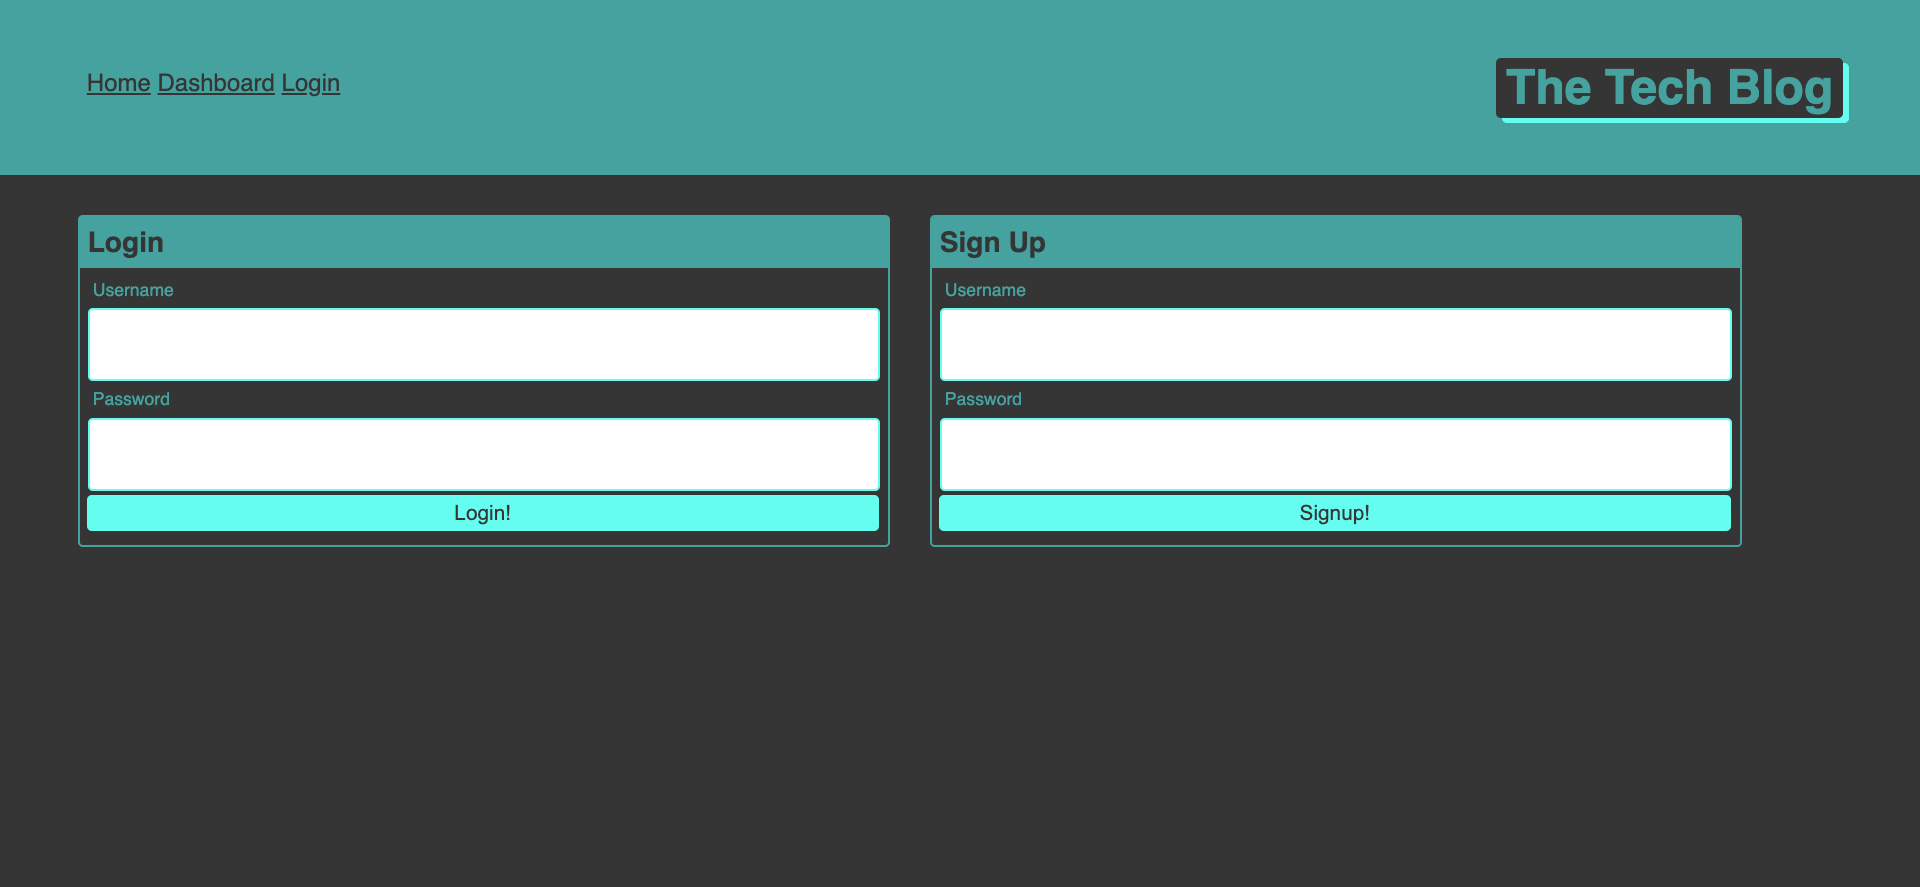 Home Dashboard Login
The Tech Blog
Login
Username
Password
Login!
Sign Up
Username
Password
Signup!